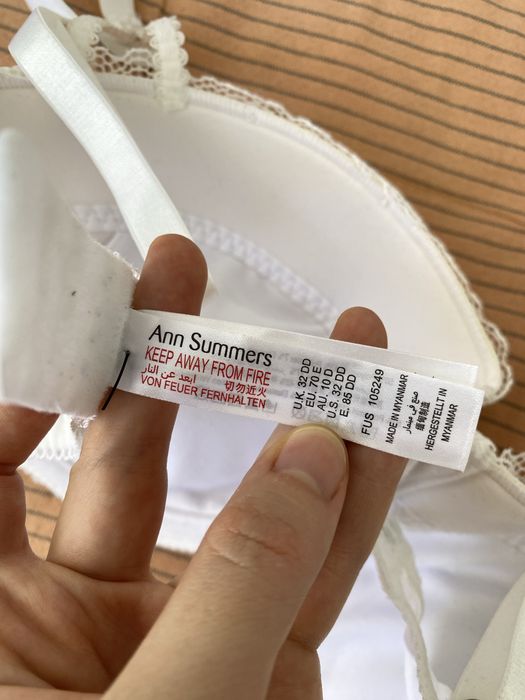 Ann Summers
KEEP AWAY FROM FIRE
ابعد عن النار 切勿近火
VON FEUER FERNHALTEN
U.K. 32 DD
EU. 70 E
AU. 10 D
U.S. 32 DD
E. 85 DD
FUS 105249
MADE IN MYANMAR
صنع في مينمار
缅甸制造
HERGESTELLT IN
MYANMAR